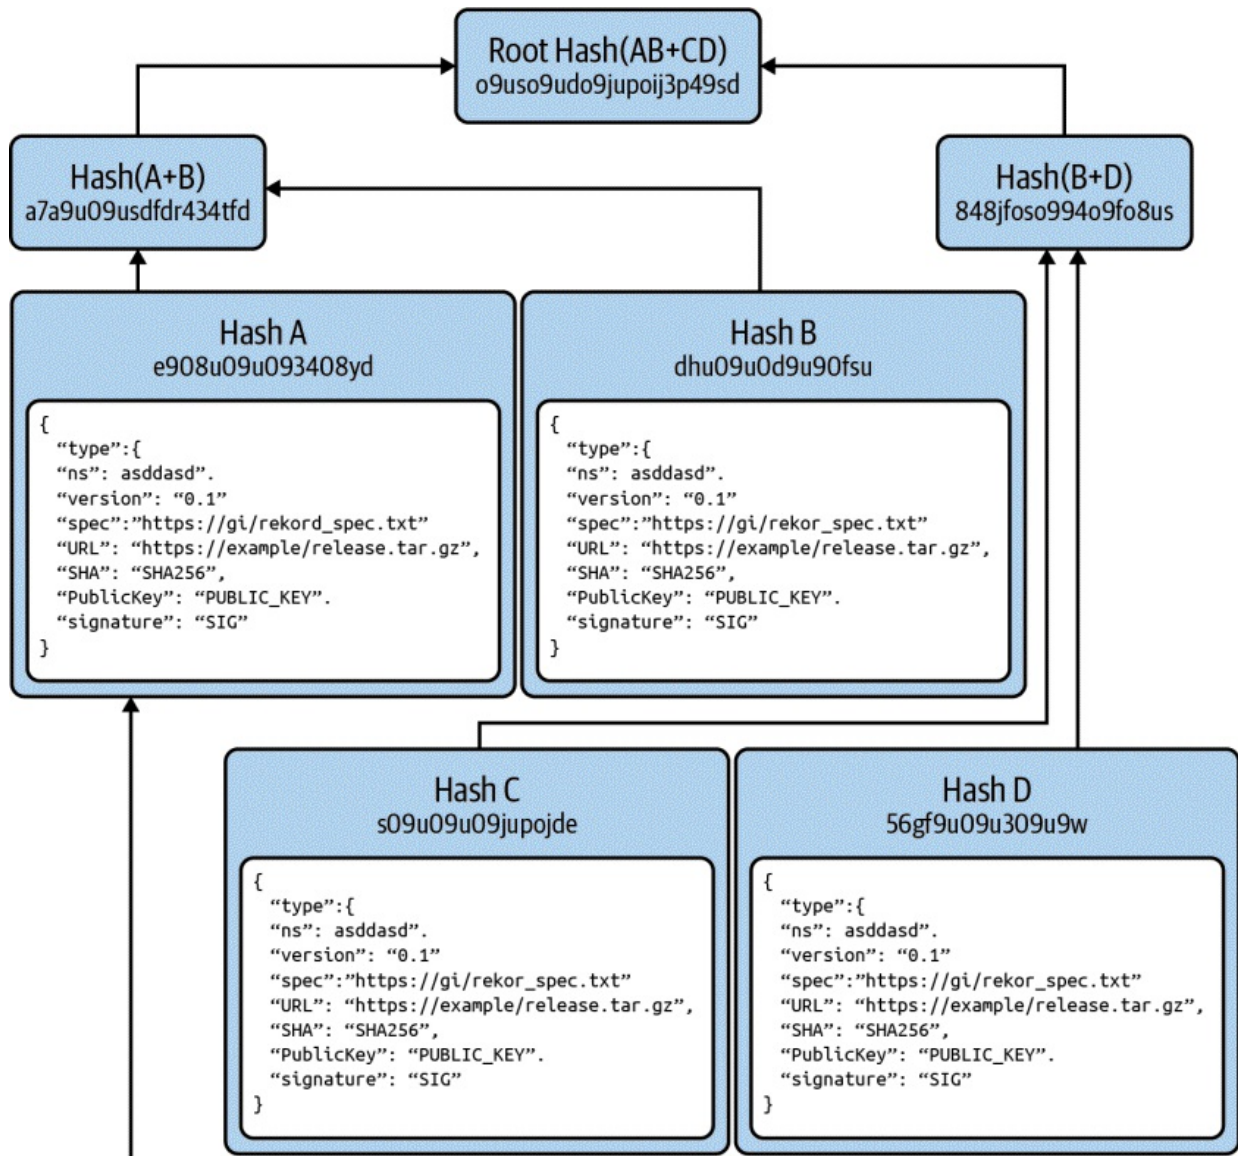 Root Hash(AB+CD)
o9uso9udo9jupoij3p49sd
Hash(A+B)
a7a9u09usdfdr434tfd
Hash(B+D)
848jfoso994o9fo8us
Hash A
e908u09u093408yd
{
“type”:{
“ns”: asddasd”.
“version”: “0.1”
“spec”:”https://gi/rekord_spec.txt”
“URL”: “https://example/release.tar.gz”,
“SHA”: “SHA256”,
“PublicKey”: “PUBLIC_KEY”.
“signature”: “SIG”
}
Hash B
dhu09u0d9u90fsu
{
“type”:{
“ns”: asddasd”.
“version”: “0.1”
“spec”:”https://gi/rekor_spec.txt”
“URL”: “https://example/release.tar.gz”,
“SHA”: “SHA256”,
“PublicKey”: “PUBLIC_KEY”.
“signature”: “SIG”
}
Hash C
s09u09u09jupojde
{
“type”:{
“ns”: asddasd”.
“version”: “0.1”
“spec”:”https://gi/rekor_spec.txt”
“URL”: “https://example/release.tar.gz”,
“SHA”: “SHA256”,
“PublicKey”: “PUBLIC_KEY”.
“signature”: “SIG”
}
Hash D
56gf9u09u309u9w
{
“type”:{
“ns”: asddasd”.
“version”: “0.1”
“spec”:”https://gi/rekor_spec.txt”
“URL”: “https://example/release.tar.gz”,
“SHA”: “SHA256”,
“PublicKey”: “PUBLIC_KEY”.
“signature”: “SIG”
}